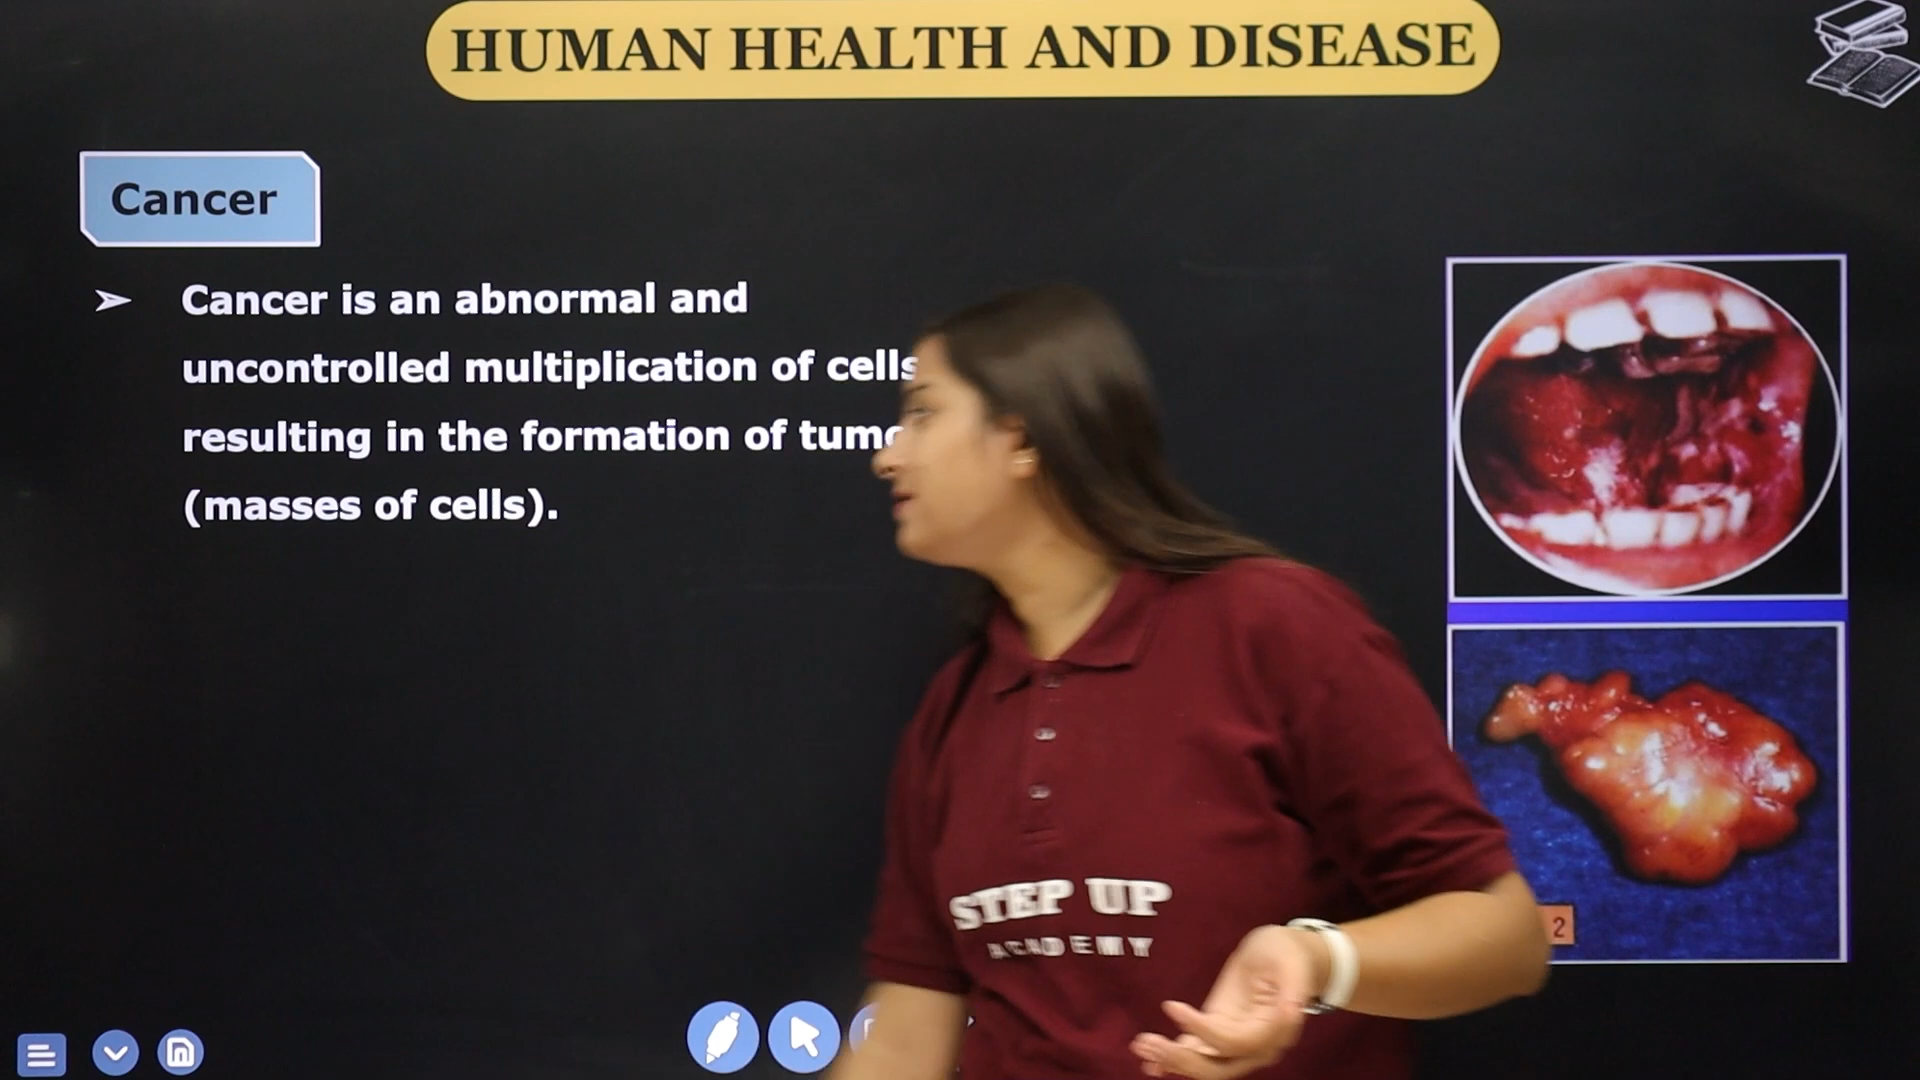 HUMAN HEALTH AND DISEASE
Cancer
➢ Cancer is an abnormal and
uncontrolled multiplication of cells
resulting in the formation of
(masses of cells).
STEP UP
ACADEMY
2